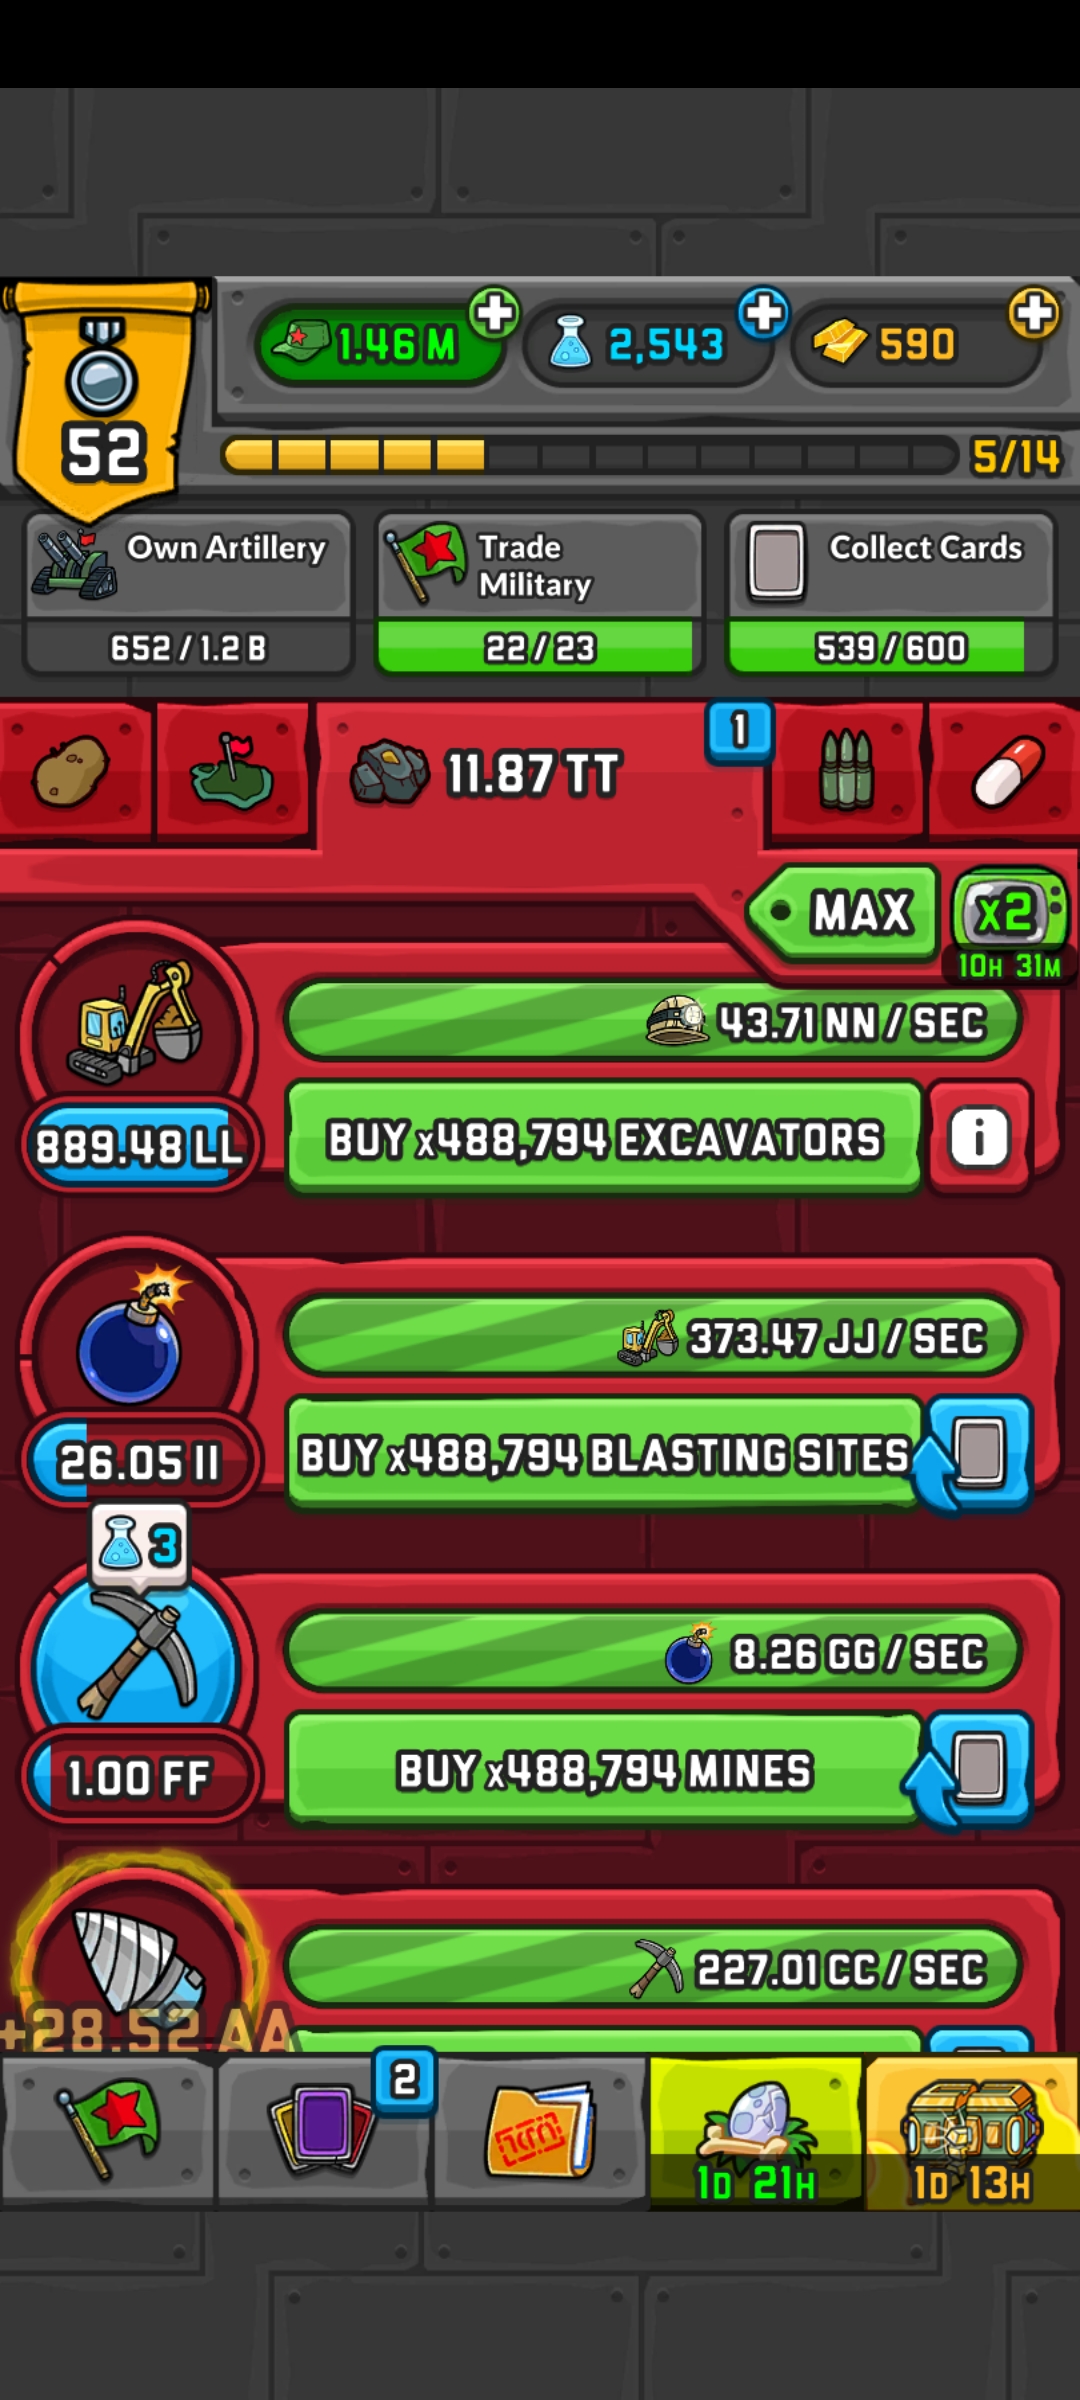 1.46 M
2,543
590
52
5/14
Own Artillery
652 / 1.2 B
Trade
Military
22 / 23
Collect Cards
539 / 600
11.87 TT
1
MAX
x2
10H 31M
43.71 NN / SEC
889.48 LL
BUY x488,794 EXCAVATORS
i
373.47 JJ / SEC
26.05 II
BUY x488,794 BLASTING SITES
3
8.26 GG / SEC
1.00 FF
BUY x488,794 MINES
227.01 CC / SEC
+28.52 AA
2
1D 21H
1D 13H